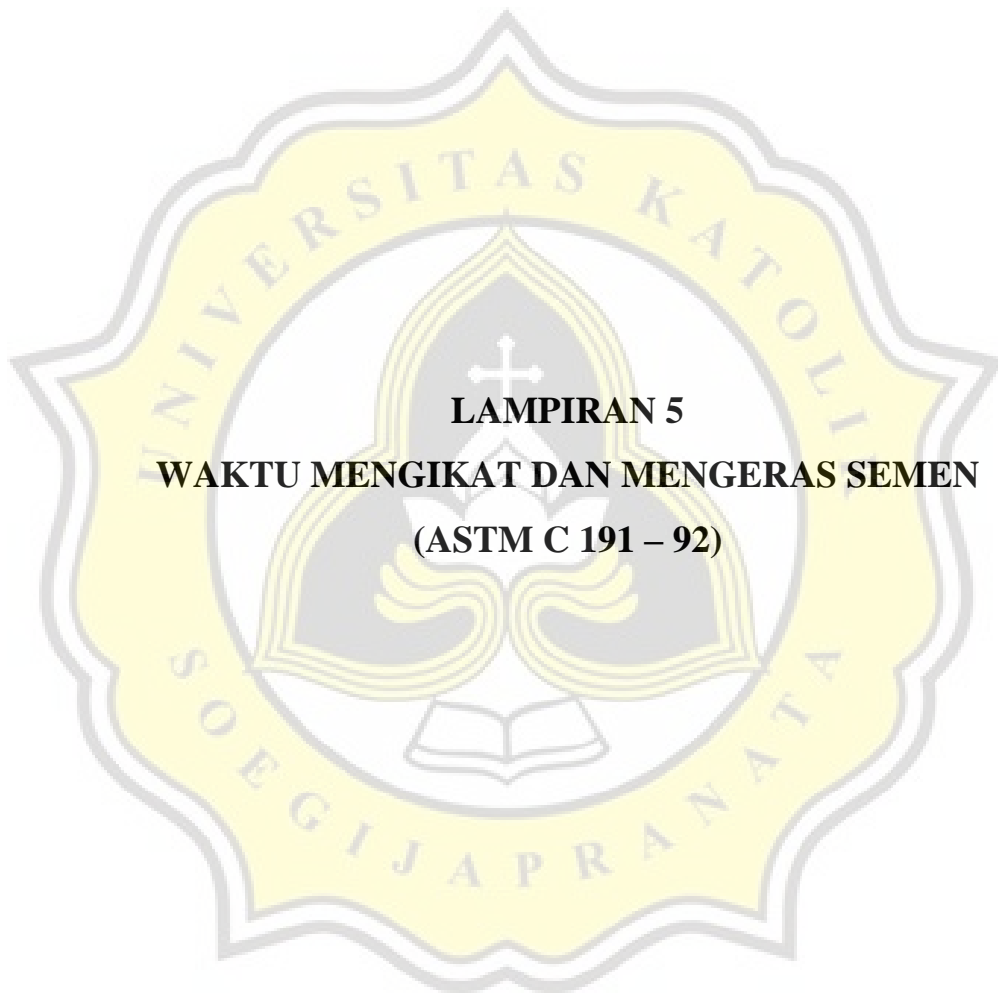 UNIVERSITAS KATOLIK
LAMPIRAN 5
WAKTU MENGIKAT DAN MENGERAS SEMEN
(ASTM C 191 – 92)
SOEGIJAPRANATA